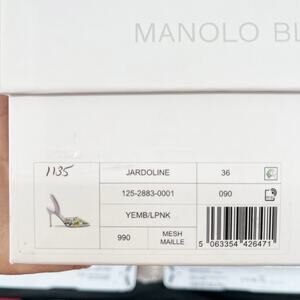 MANOLO BL
1135
JARDOLINE 36
125-2883-0001 090
YEMB/LPNK
990 MESH
MAILLE
5 063354 426471